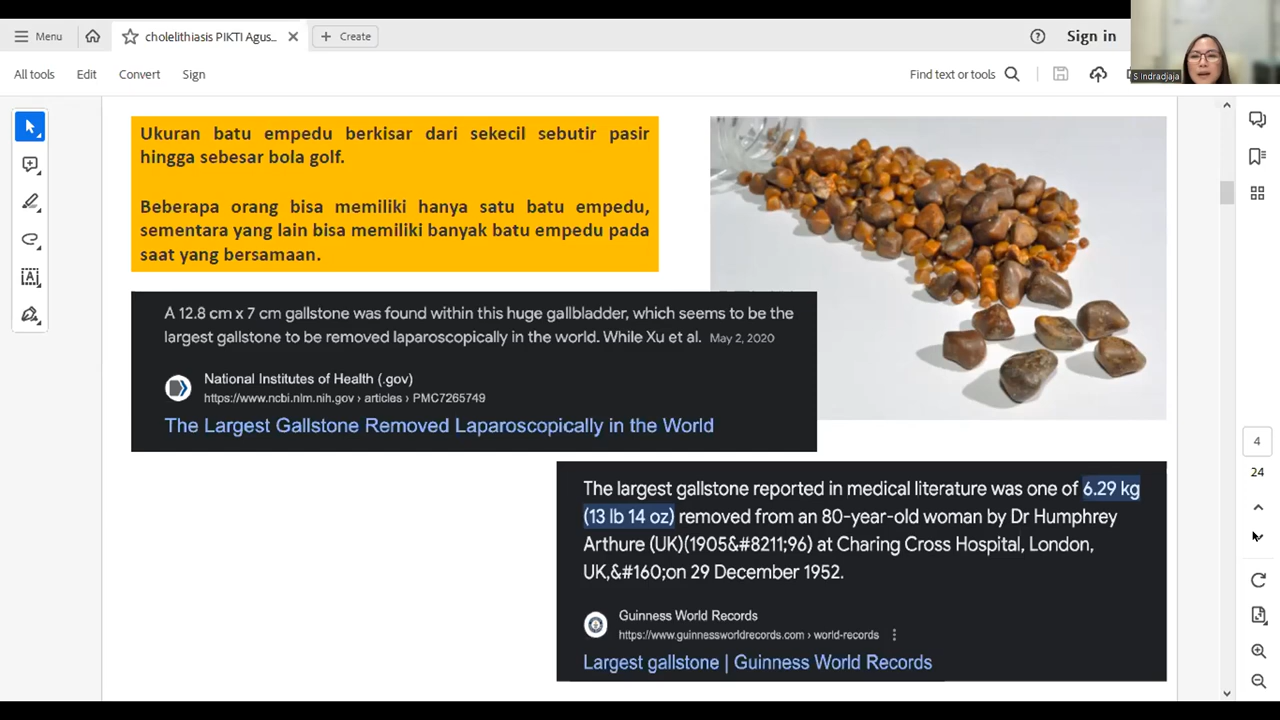 Menu
cholelithiasis PIKTI Agus...
Create
Sign in
S Indradjaja
All tools
Edit
Convert
Sign
Find text or tools
Ukuran batu empedu berkisar dari sekecil sebutir pasir
hingga sebesar bola golf.
Beberapa orang bisa memiliki hanya satu batu empedu,
sementara yang lain bisa memiliki banyak batu empedu pada
saat yang bersamaan.
A 12.8 cm x 7 cm gallstone was found within this huge gallbladder, which seems to be the
largest gallstone to be removed laparoscopically in the world. While Xu et al. May 2, 2020
National Institutes of Health (.gov)
https://www.ncbi.nlm.nih.gov › articles › PMC7265749
The Largest Gallstone Removed Laparoscopically in the World
The largest gallstone reported in medical literature was one of 6.29 kg
(13 lb 14 oz) removed from an 80-year-old woman by Dr Humphrey
Arthure (UK)(1905&#8211;96) at Charing Cross Hospital, London,
UK,&#160;on 29 December 1952.
Guinness World Records
https://www.guinnessworldrecords.com › world-records
Largest gallstone | Guinness World Records
4
24